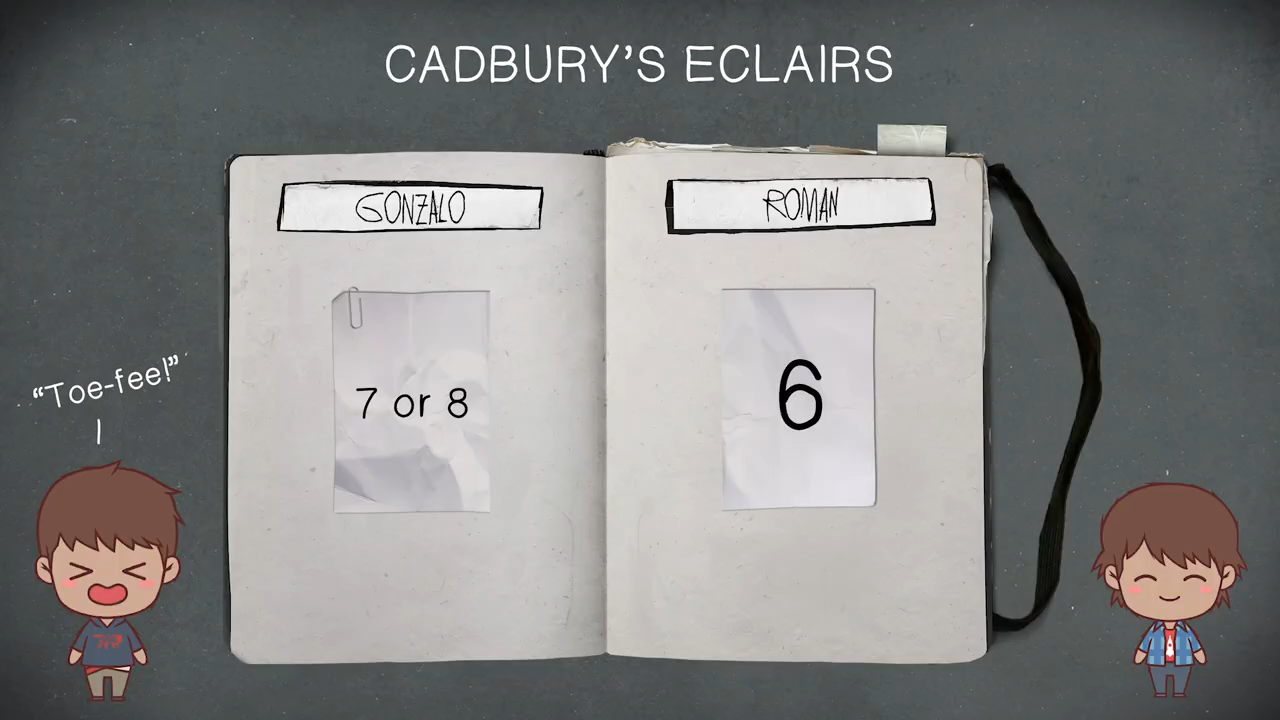 CADBURY’S ECLAIRS
GONZALO
ROMAN
7 or 8
6
“Toe-fee!”